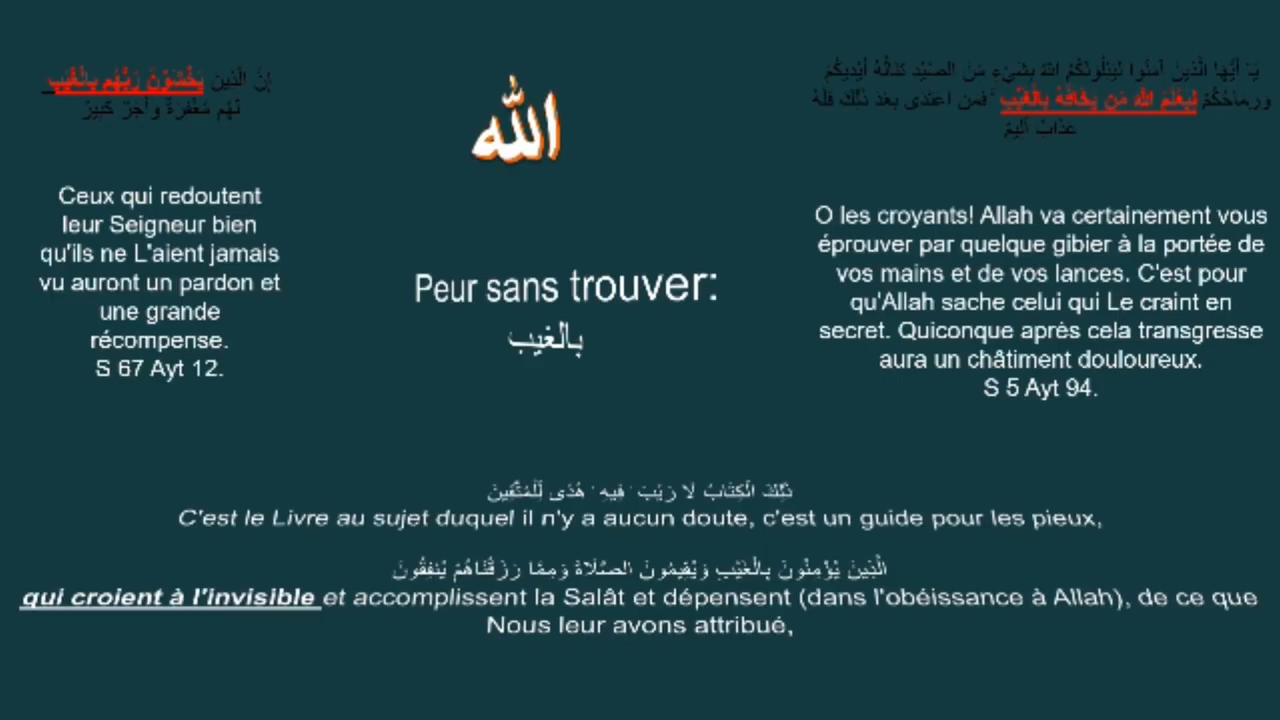 إِنَّ الَّذِينَ يَخْشَوْنَ رَبَّهُم بِالْغَيْبِ
لَهُم مَّغْفِرَةٌ وَأَجْرٌ كَبِيرٌ
Ceux qui redoutent
leur Seigneur bien
qu'ils ne L'aient jamais
vu auront un pardon et
une grande
récompense.
S 67 Ayt 12.
الله
Peur sans trouver:
بالغيب
يَا أَيُّهَا الَّذِينَ آمَنُوا لَيَبْلُوَنَّكُمُ اللَّهُ بِشَيْءٍ مِّنَ الصَّيْدِ تَنَالُهُ أَيْدِيكُمْ
وَرِمَاحُكُمْ لِيَعْلَمَ اللَّهُ مَن يَخَافُهُ بِالْغَيْبِ ۚ فَمَنِ اعْتَدَىٰ بَعْدَ ذَٰلِكَ فَلَهُ
عَذَابٌ أَلِيمٌ
O les croyants! Allah va certainement vous
éprouver par quelque gibier à la portée de
vos mains et de vos lances. C'est pour
qu'Allah sache celui qui Le craint en
secret. Quiconque après cela transgresse
aura un châtiment douloureux.
S 5 Ayt 94.
ذَٰلِكَ الْكِتَابُ لَا رَيْبَ ۛ فِيهِ ۛ هُدًى لِّلْمُتَّقِينَ
C'est le Livre au sujet duquel il n'y a aucun doute, c'est un guide pour les pieux,
الَّذِينَ يُؤْمِنُونَ بِالْغَيْبِ وَيُقِيمُونَ الصَّلَاةَ وَمِمَّا رَزَقْنَاهُمْ يُنفِقُونَ
qui croient à l'invisible et accomplissent la Salât et dépensent (dans l'obéissance à Allah), de ce que
Nous leur avons attribué,